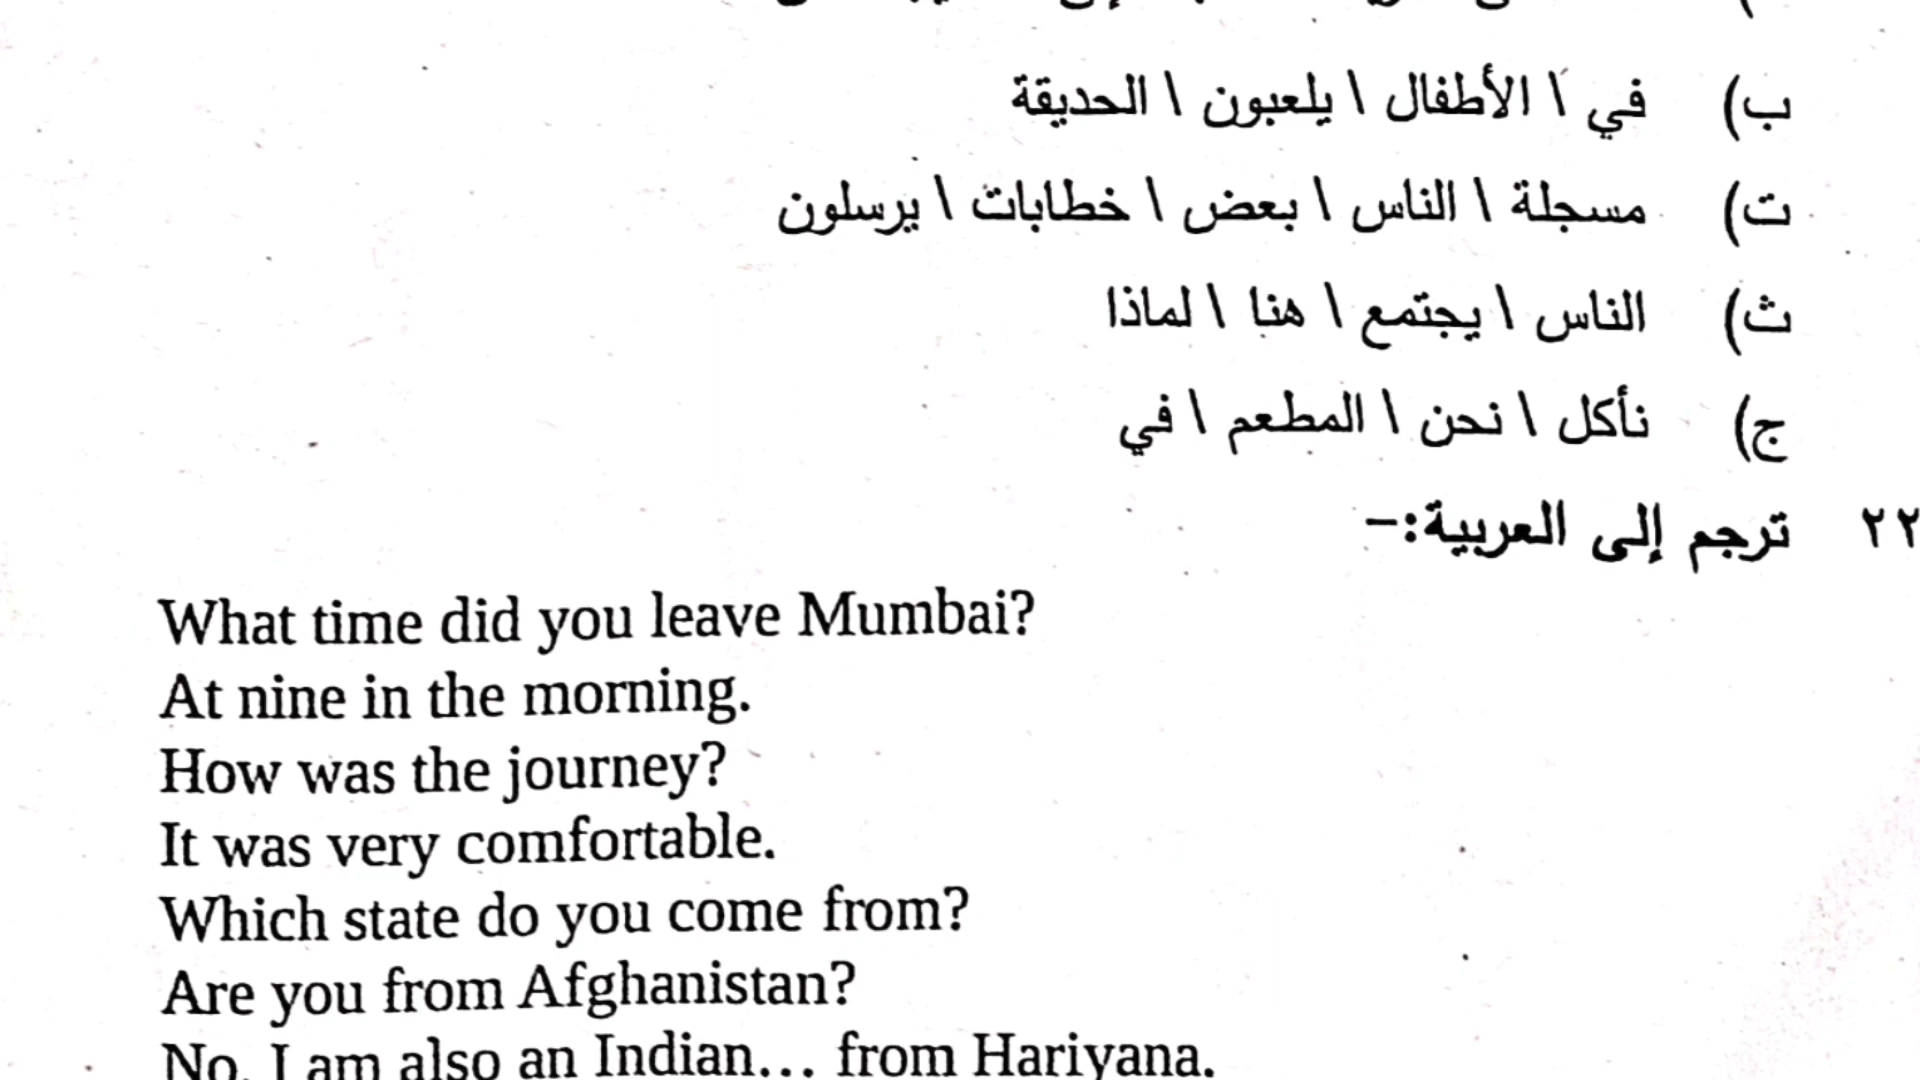 ب) في \ الأطفال \ يلعبون \ الحديقة
ت) مسجلة \ الناس \ بعض \ خطابات \ يرسلون
ث) الناس \ يجتمع \ هنا \ لماذا
ج) نأكل \ نحن \ المطعم \ في
٢٢ ترجم إلى العربية:–
What time did you leave Mumbai?
At nine in the morning.
How was the journey?
It was very comfortable.
Which state do you come from?
Are you from Afghanistan?
No, I am also an Indian... from Hariyana.